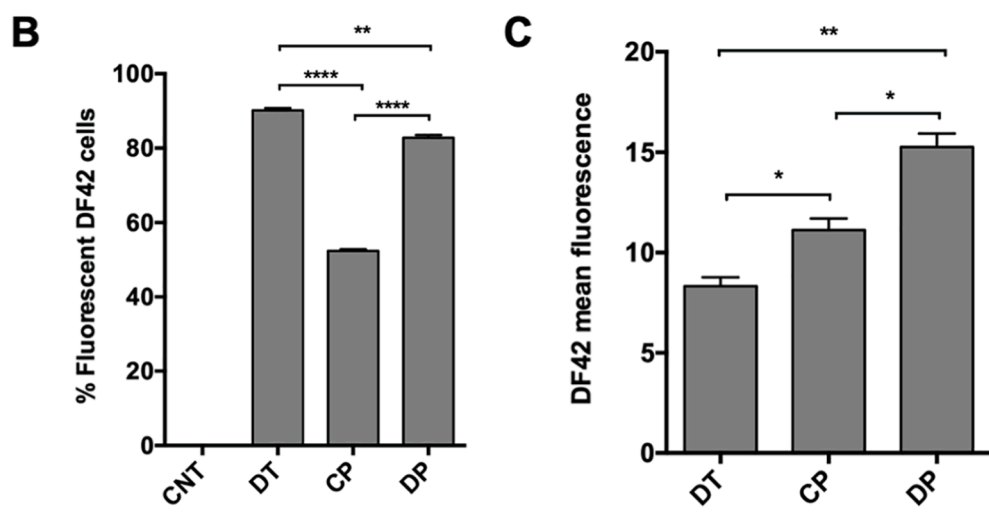 B
% Fluorescent DF42 cells
100
80
60
40
20
0
**
****
****
CNT
DT
CP
DP
C
DF42 mean fluorescence
20
15
10
5
0
**
*
*
DT
CP
DP